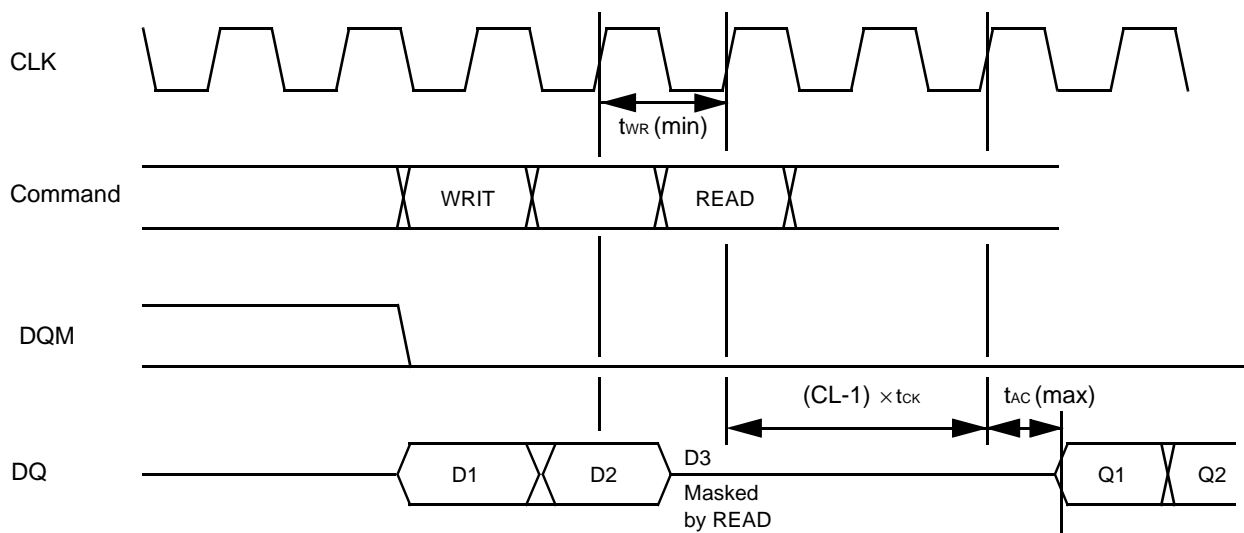 CLK
tWR (min)
Command
WRIT
READ
DQM
(CL-1) × tCK
tAC (max)
DQ
D1
D2
D3
Masked
by READ
Q1
Q2